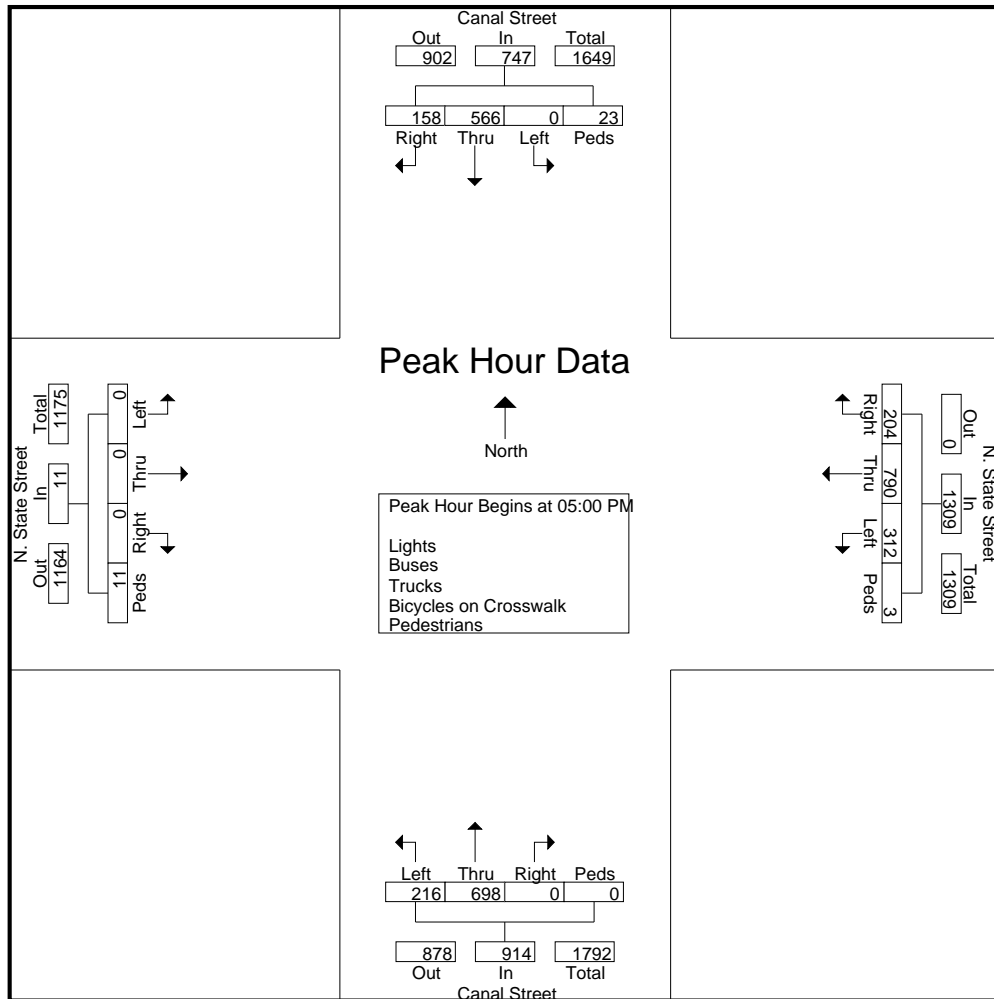 Canal Street
Out In Total
902 747 1649
158 566 0 23
Right Thru Left Peds
Peak Hour Data
North
Peak Hour Begins at 05:00 PM
Lights
Buses
Trucks
Bicycles on Crosswalk
Pedestrians
N. State Street
Total In Out
1175 11 1164
0 0 0 11
Left Thru Right Peds
N. State Street
Out In Total
0 1309 1309
204 790 312 3
Right Thru Left Peds
Left Thru Right Peds
216 698 0 0
878 914 1792
Out In Total
Canal Street